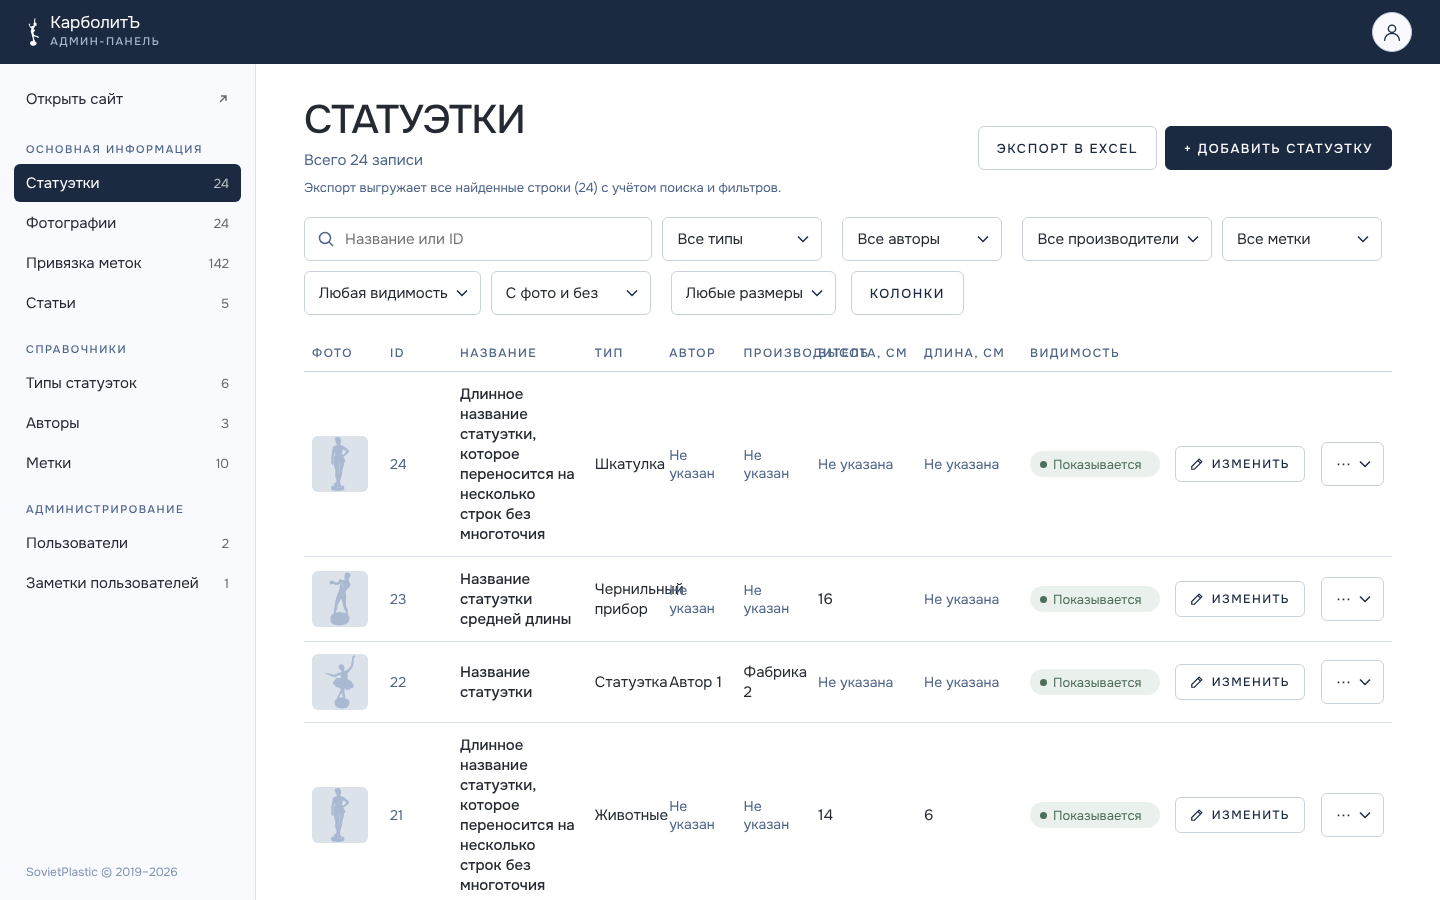 КарболитЪ
АДМИН-ПАНЕЛЬ
Открыть сайт
ОСНОВНАЯ ИНФОРМАЦИЯ
Статуэтки 24
Фотографии 24
Привязка меток 142
Статьи 5
СПРАВОЧНИКИ
Типы статуэток 6
Авторы 3
Метки 10
АДМИНИСТРИРОВАНИЕ
Пользователи 2
Заметки пользователей 1
SovietPlastic © 2019–2026
СТАТУЭТКИ
Всего 24 записи
Экспорт выгружает все найденные строки (24) с учётом поиска и фильтров.
ЭКСПОРТ В EXCEL
+ ДОБАВИТЬ СТАТУЭТКУ
Название или ID
Все типы
Все авторы
Все производители
Все метки
Любая видимость
С фото и без
Любые размеры
КОЛОНКИ
ФОТО ID НАЗВАНИЕ ТИП АВТОР ПРОИЗВОДИТЕЛЬ ВЫСОТА, СМ ДЛИНА, СМ ВИДИМОСТЬ
24
Длинное
название
статуэтки,
которое
переносится на
несколько
строк без
многоточия
Шкатулка
Не
указан
Не
указан
Не указана
Не указана
Показывается
ИЗМЕНИТЬ
···
23
Название
статуэтки
средней длины
Чернильный
прибор
Не
указан
Не
указан
16
Не указана
Показывается
ИЗМЕНИТЬ
···
22
Название
статуэтки
Статуэтка
Автор 1
Фабрика
2
Не указана
Не указана
Показывается
ИЗМЕНИТЬ
···
21
Длинное
название
статуэтки,
которое
переносится на
несколько
строк без
многоточия
Животные
Не
указан
Не
указан
14
6
Показывается
ИЗМЕНИТЬ
···